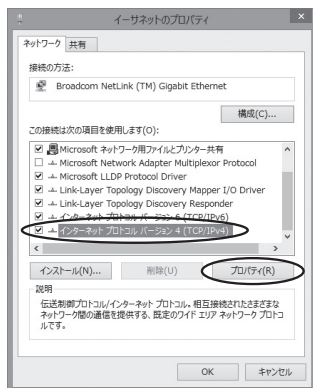 イーサネットのプロパティ
ネットワーク 共有
接続の方法:
Broadcom NetLink (TM) Gigabit Ethernet
構成(C)...
この接続は次の項目を使用します(O):
Microsoft ネットワーク用ファイルとプリンター共有
Microsoft Network Adapter Multiplexor Protocol
Microsoft LLDP Protocol Driver
Link-Layer Topology Discovery Mapper I/O Driver
Link-Layer Topology Discovery Responder
インターネット プロトコル バージョン 6 (TCP/IPv6)
インターネット プロトコル バージョン 4 (TCP/IPv4)
インストール(N)... 削除(U) プロパティ(R)
説明
伝送制御プロトコル/インターネット プロトコル。相互接続されたさまざまな
ネットワーク間の通信を提供する、既定のワイド エリア ネットワーク プロトコ
ルです。
OK キャンセル